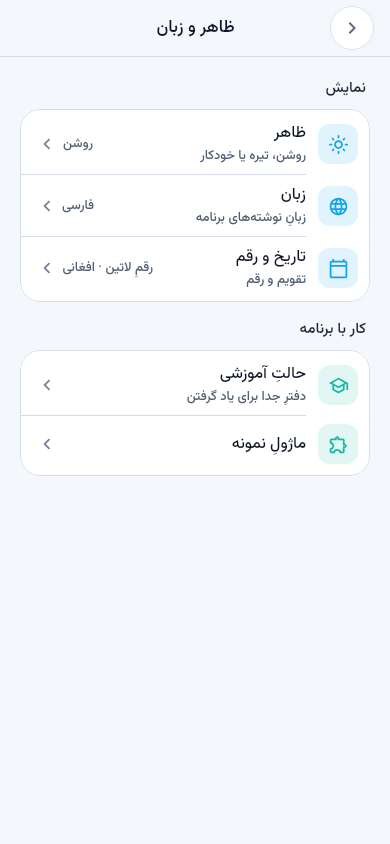 ظاهر و زبان
نمایش
ظاهر
روشن، تیره یا خودکار
روشن
زبان
زبانِ نوشته‌های برنامه
فارسی
تاریخ و رقم
تقویم و رقم
رقمِ لاتین · افغانی
کار با برنامه
حالتِ آموزشی
دفترِ جدا برای یاد گرفتن
ماژولِ نمونه